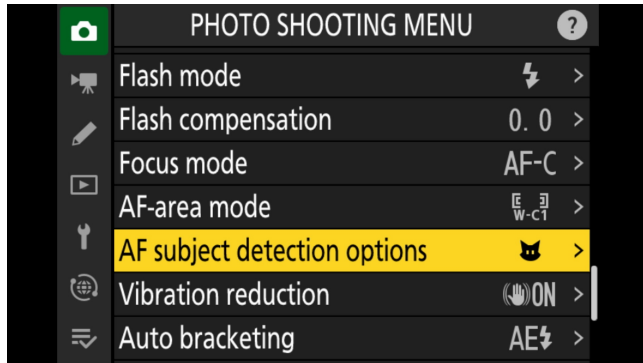 PHOTO SHOOTING MENU ?
Flash mode >
Flash compensation 0. 0 >
Focus mode AF-C >
AF-area mode W-C1 >
AF subject detection options >
Vibration reduction ON >
Auto bracketing AE >